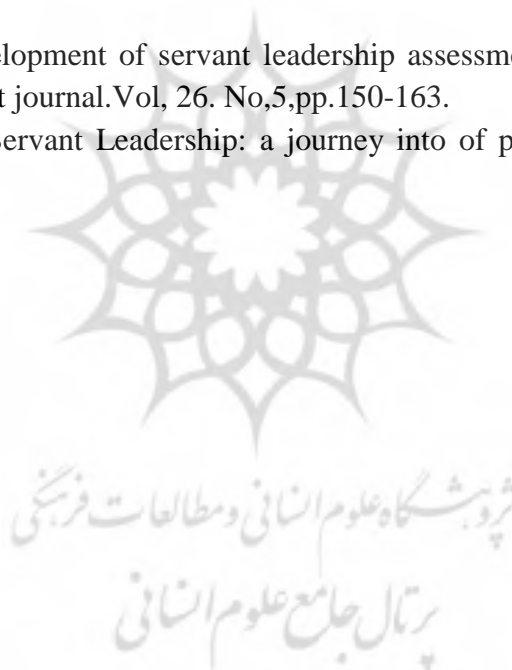 elopment of servant leadership assessme
t journal.Vol, 26. No,5,pp.150-163.
Servant Leadership: a journey into of p
پژوهشگاه علوم انسانی و مطالعات فرهنگی
پرتال جامع علوم انسانی